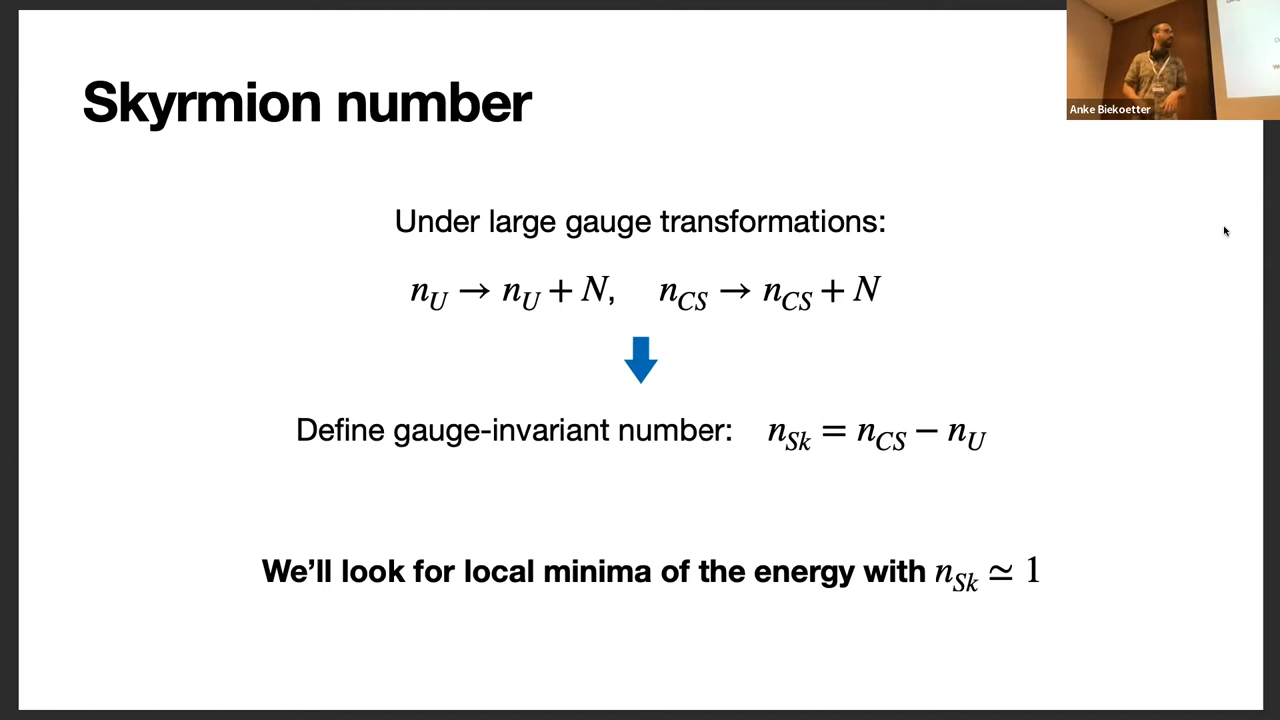 Skyrmion number
Anke Biekoetter
Under large gauge transformations:
n_U → n_U + N, n_CS → n_CS + N
Define gauge-invariant number: n_Sk = n_CS − n_U
We’ll look for local minima of the energy with n_Sk ≃ 1